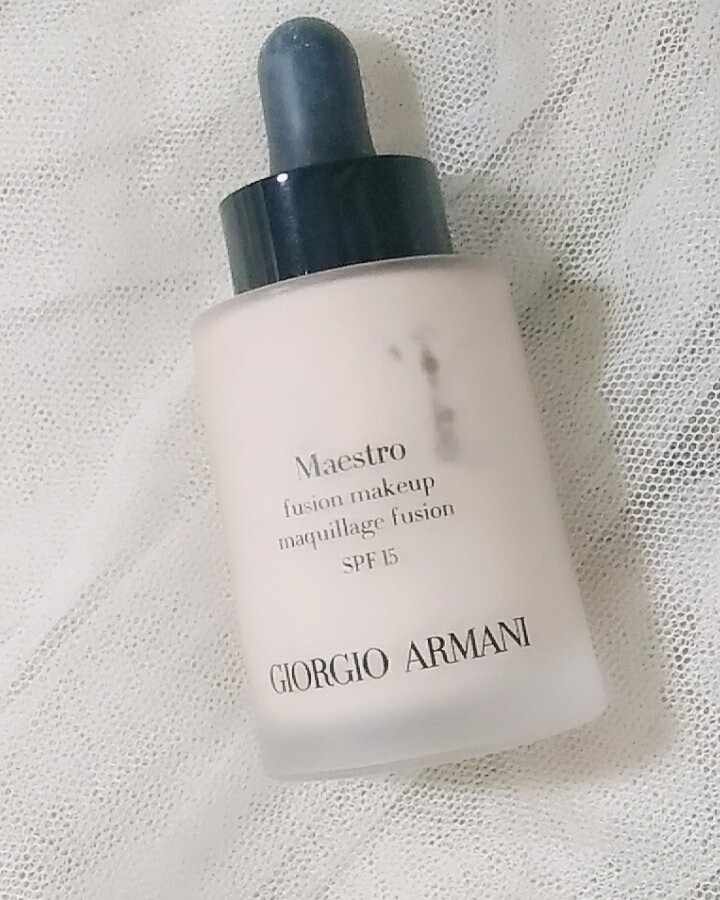 Maestro
fusion makeup
maquillage fusion
SPF 15
GIORGIO ARMANI